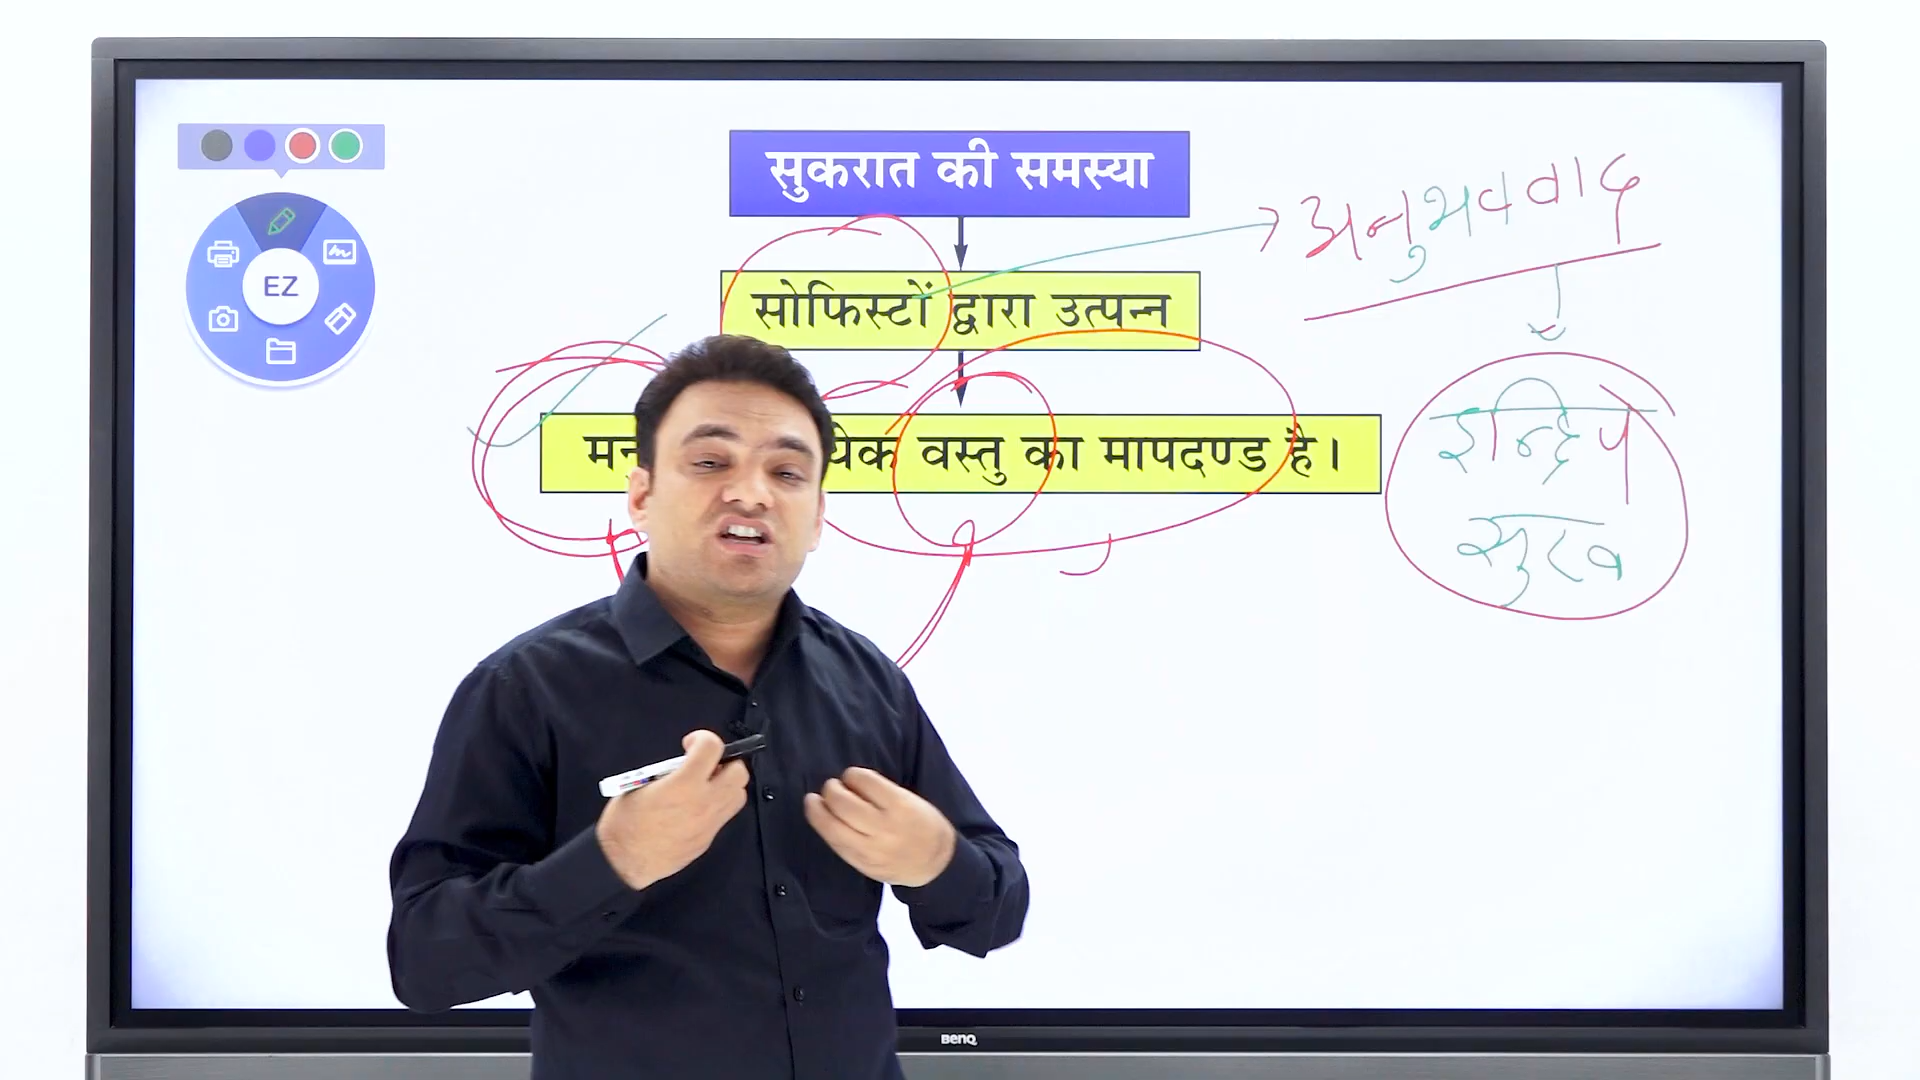 सुकरात की समस्या
अनुभववाद
सोफिस्टों द्वारा उत्पन्न
वस्तु का मापदण्ड है।
इन्द्रिय
सुख
EZ
BenQ